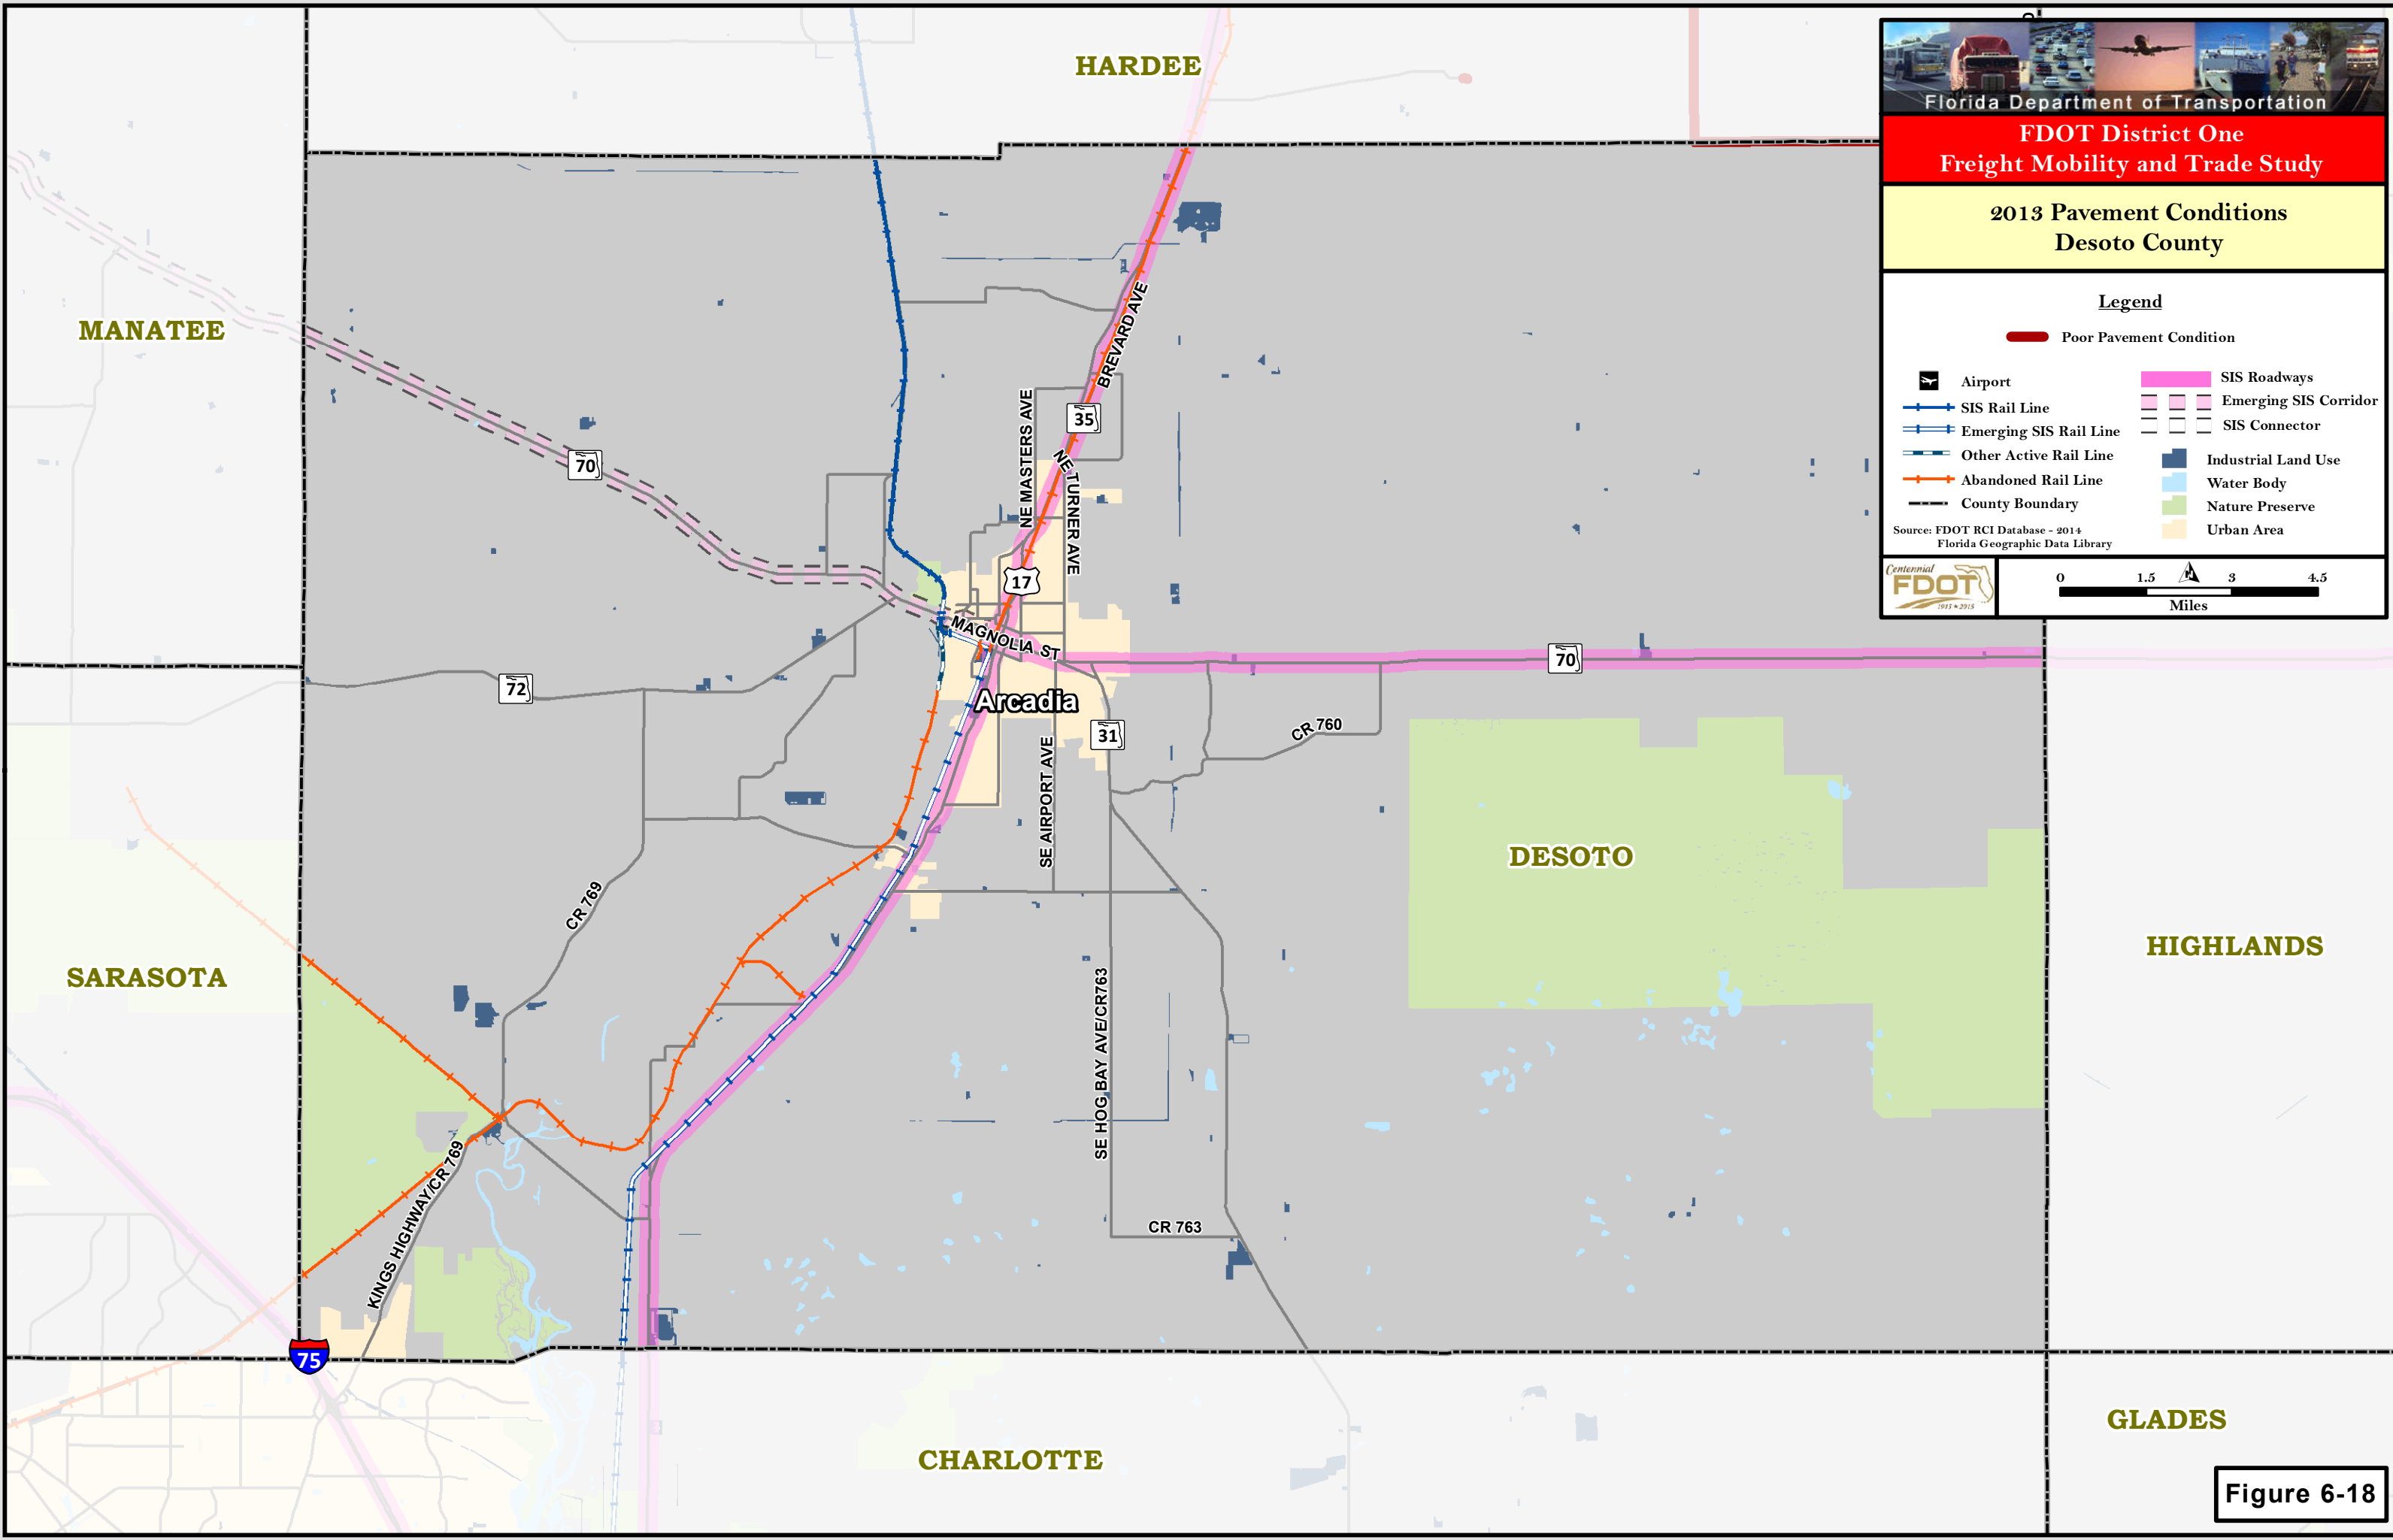 HARDEE
Florida Department of Transportation
FDOT District One
Freight Mobility and Trade Study
2013 Pavement Conditions
Desoto County
Legend
Poor Pavement Condition
Airport
SIS Rail Line
Emerging SIS Rail Line
Other Active Rail Line
Abandoned Rail Line
County Boundary
SIS Roadways
Emerging SIS Corridor
SIS Connector
Industrial Land Use
Water Body
Nature Preserve
Urban Area
Source: FDOT RCI Database - 2014
Florida Geographic Data Library
Centennial
FDOT
1915 2015
0 1.5 3 4.5
Miles
MANATEE
BREVARD AVE
NE MASTERS AVE
35
70
NE TURNER AVE
17
MAGNOLIA ST
70
72
Arcadia
31
CR 760
SE AIRPORT AVE
DESOTO
CR 769
HIGHLANDS
SARASOTA
SE HOG BAY AVE/CR763
KINGS HIGHWAY/CR 769
CR 763
75
GLADES
CHARLOTTE
Figure 6-18